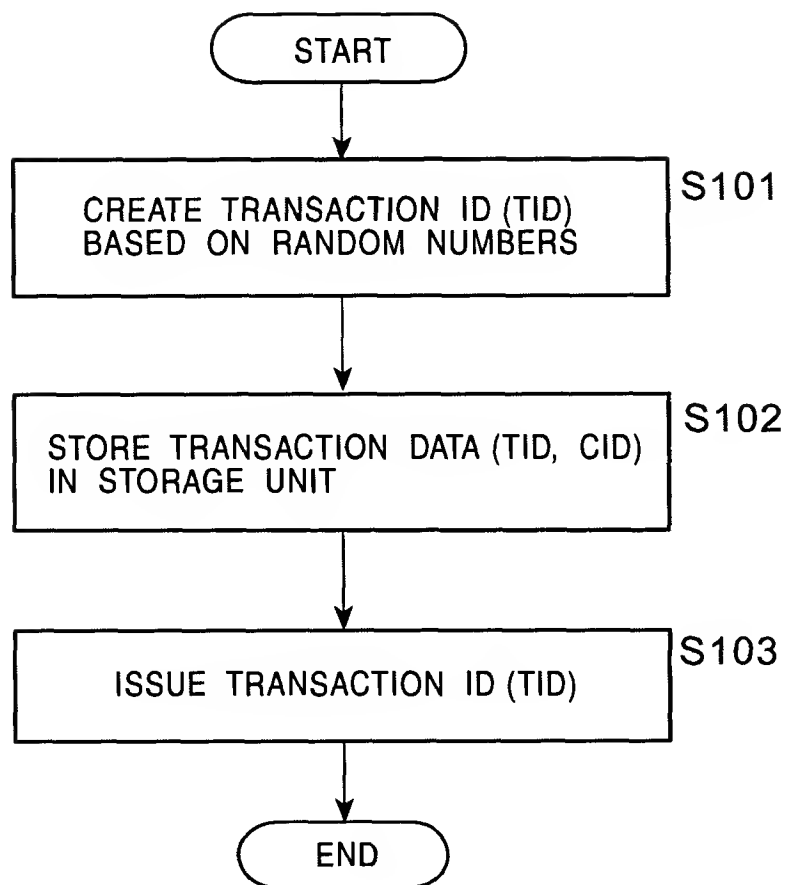 START
S101
CREATE TRANSACTION ID (TID)
BASED ON RANDOM NUMBERS
S102
STORE TRANSACTION DATA (TID, CID)
IN STORAGE UNIT
S103
ISSUE TRANSACTION ID (TID)
END